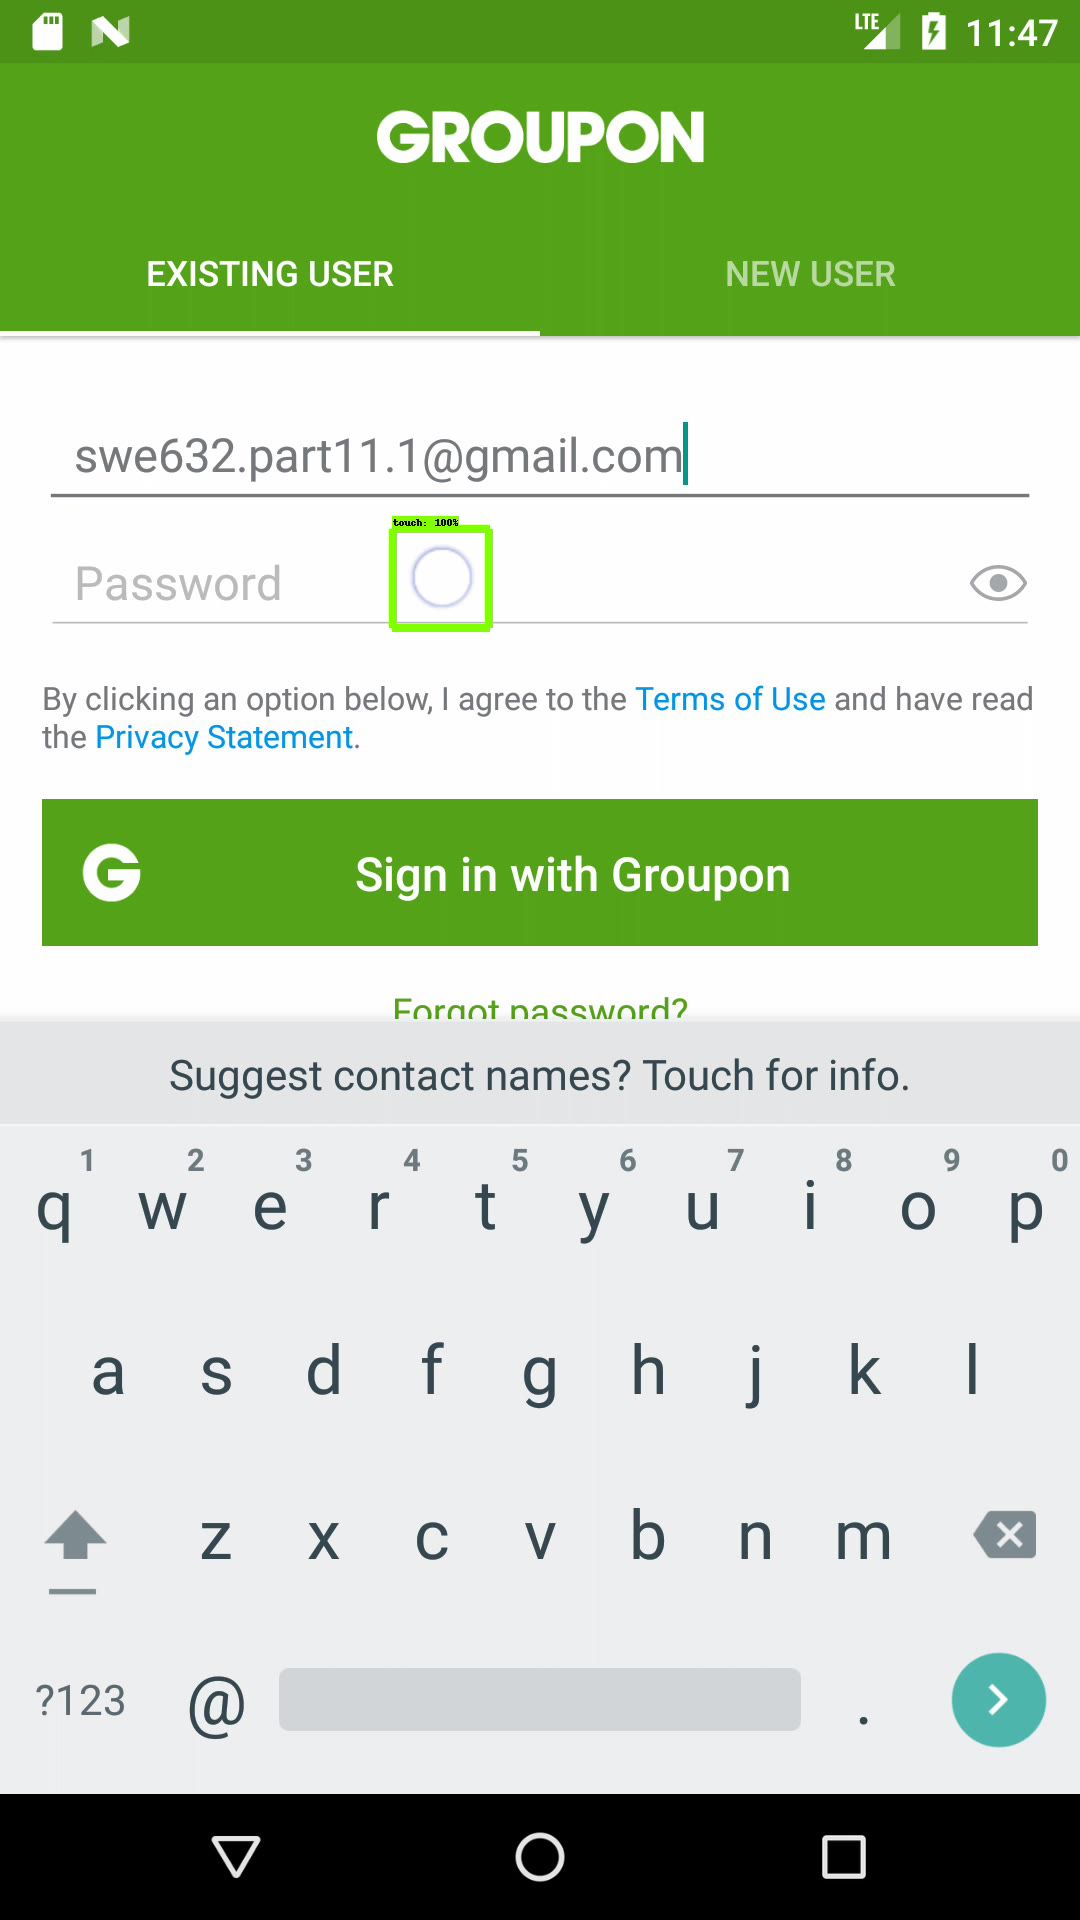 LTE 11:47
GROUPON
EXISTING USER NEW USER
swe632.part11.1@gmail.com
touch: 100%
Password
By clicking an option below, I agree to the Terms of Use and have read
the Privacy Statement.
G Sign in with Groupon
Forgot password?
Suggest contact names? Touch for info.
1 2 3 4 5 6 7 8 9 0
q w e r t y u i o p
a s d f g h j k l
z x c v b n m
?123 @ .